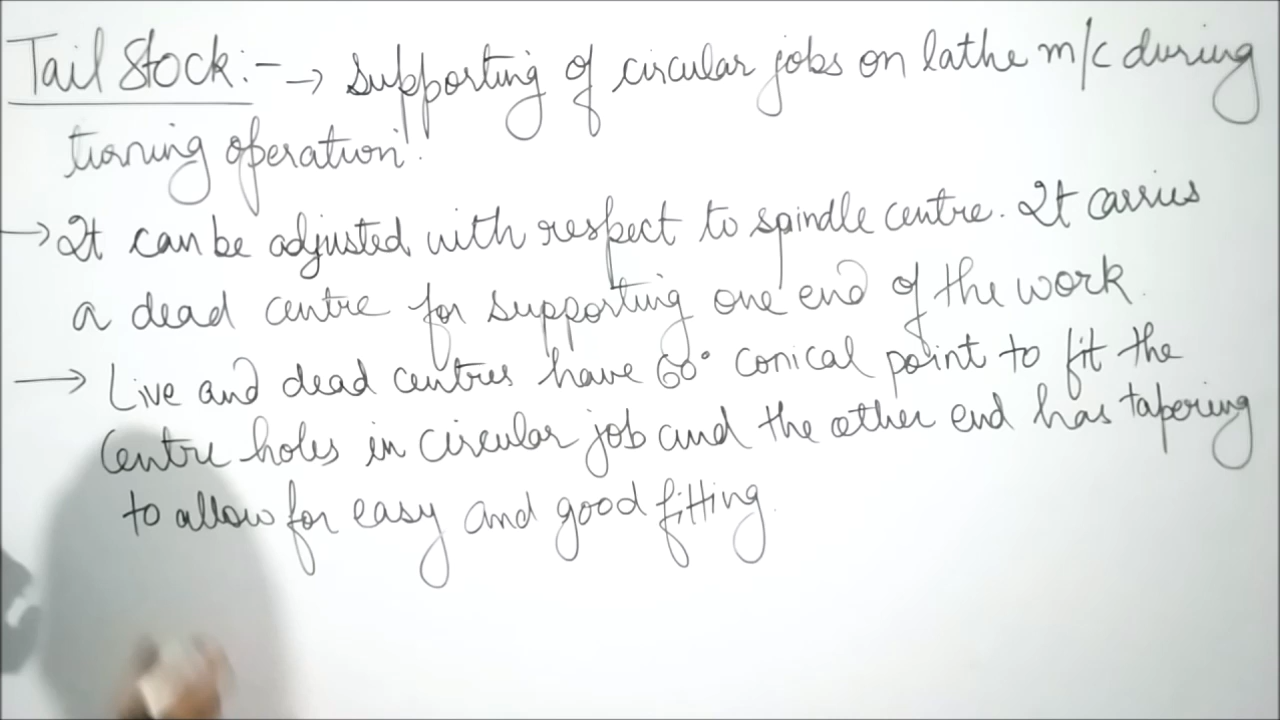 Tail Stock:- → Supporting of circular jobs on lathe m/c during
turning operation.
→ It can be adjusted with respect to spindle centre. It carries
a dead centre for supporting one end of the work.
→ Live and dead centres have 60° conical point to fit the
Centre holes in circular job and the other end has tapering
to allow for easy and good fitting.